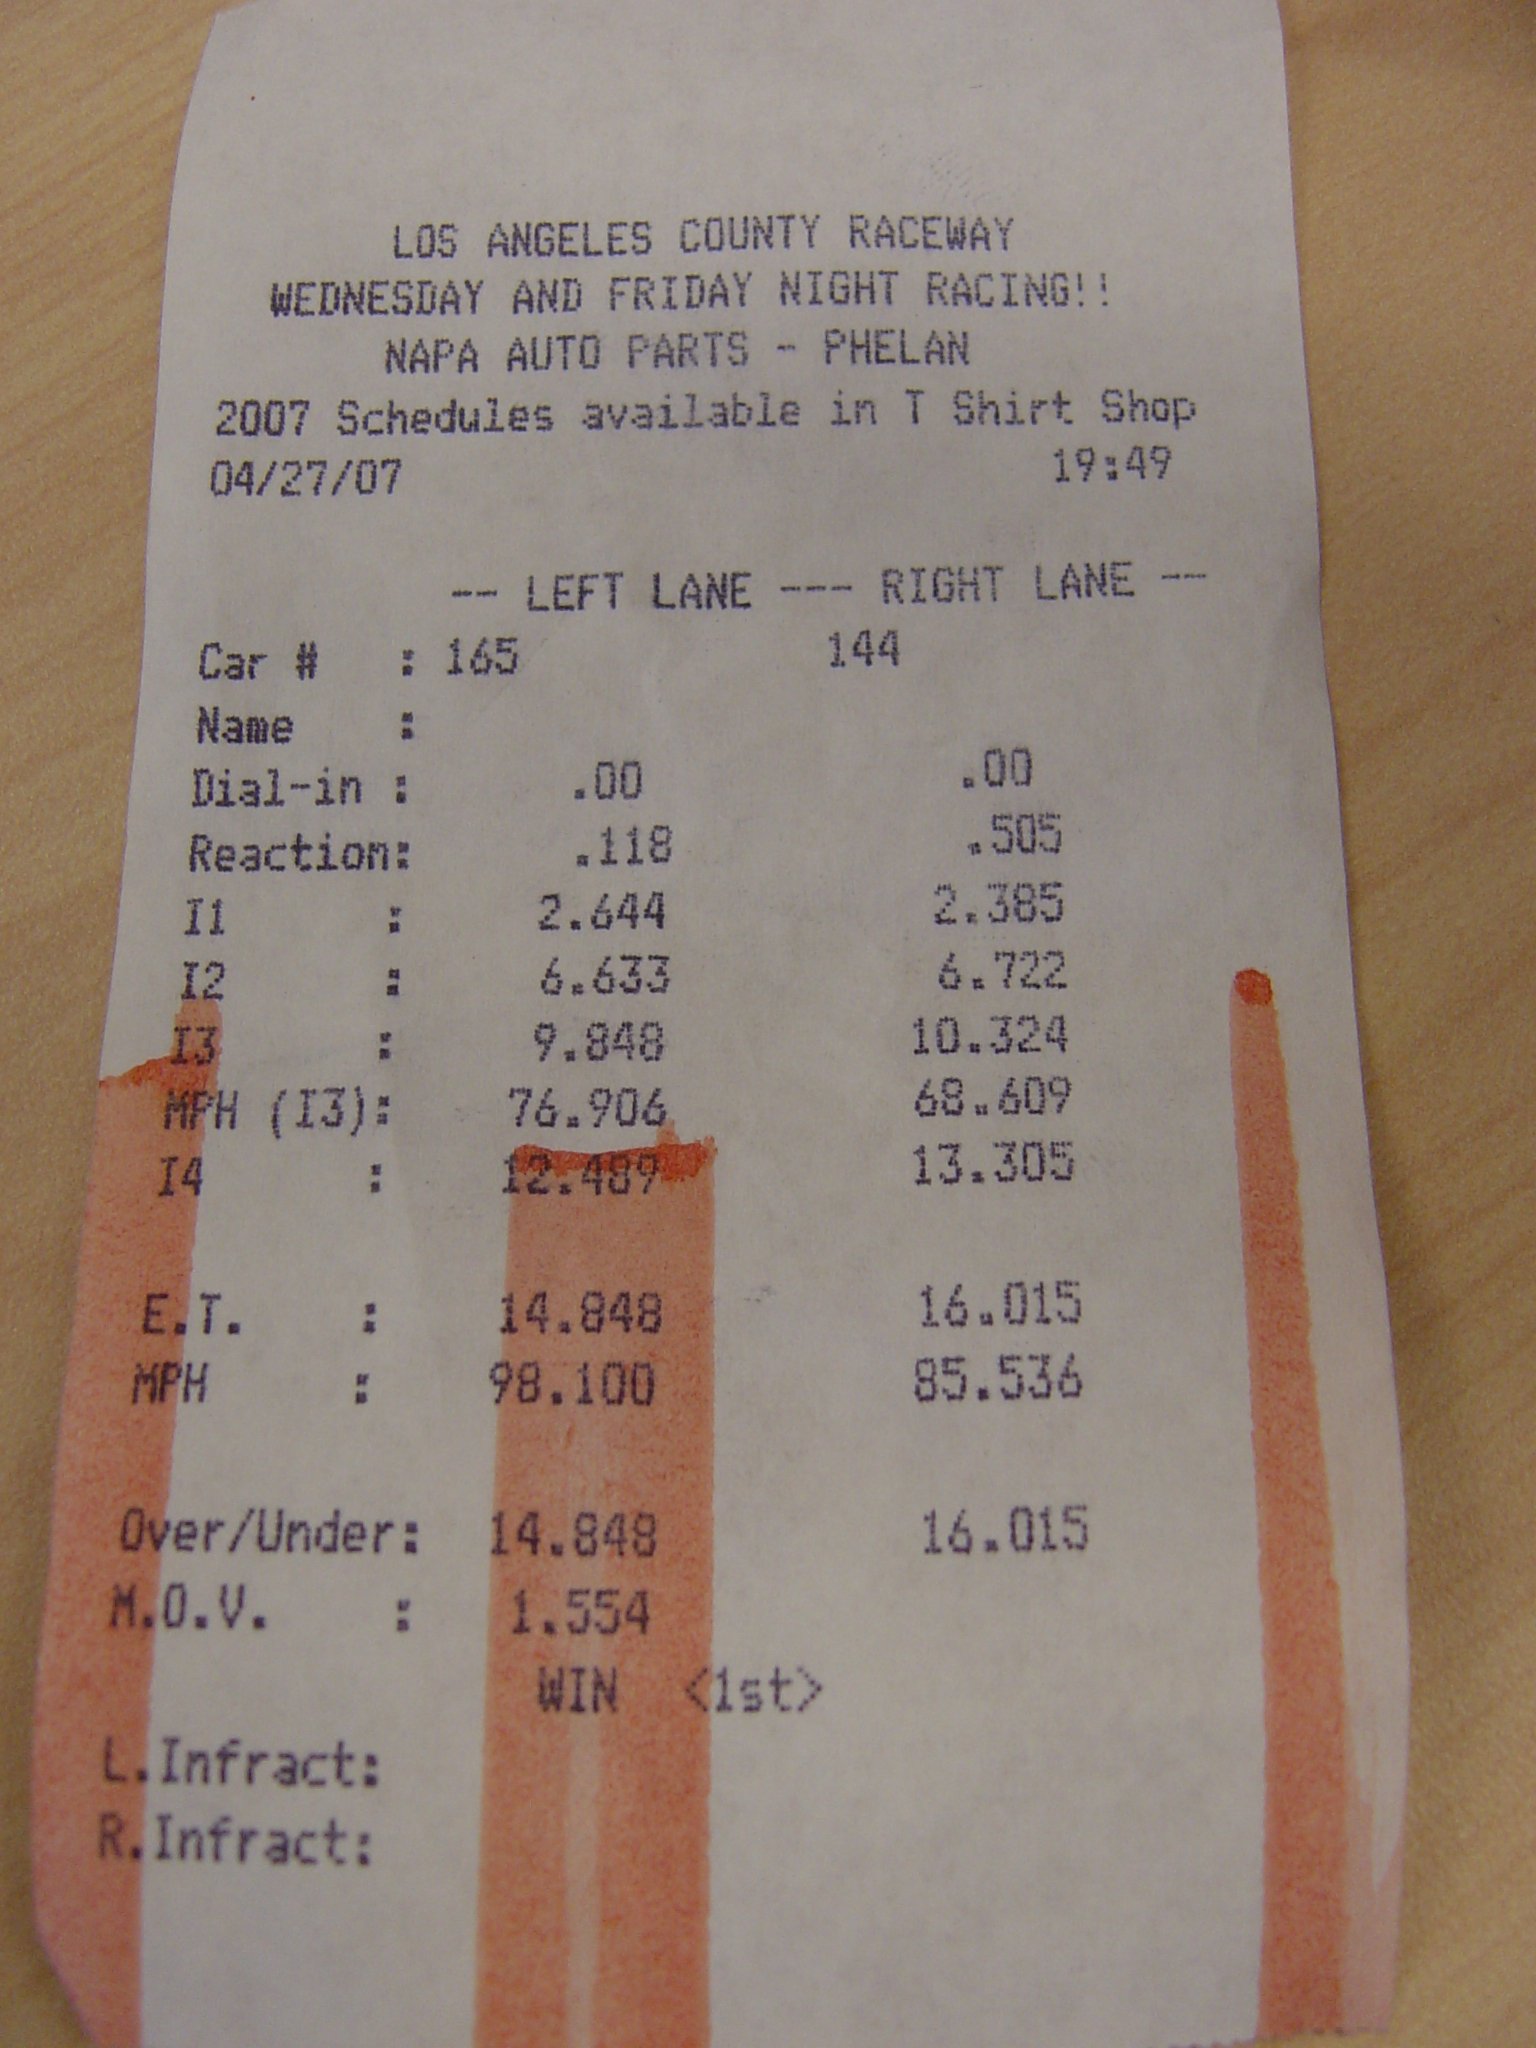 LOS ANGELES COUNTY RACEWAY
WEDNESDAY AND FRIDAY NIGHT RACING!!
NAPA AUTO PARTS - PHELAN
2007 Schedules available in T Shirt Shop
04/27/07 19:49
-- LEFT LANE --- RIGHT LANE --
Car # : 165 144
Name :
Dial-in : .00 .00
Reaction: .118 .505
I1 : 2.644 2.385
I2 : 6.633 6.722
I3 : 9.848 10.324
MPH (I3): 76.906 68.609
I4 : 12.489 13.305
E.T. : 14.848 16.015
MPH : 98.100 85.536
Over/Under: 14.848 16.015
M.O.V. : 1.554
WIN <1st>
L.Infract:
R.Infract: